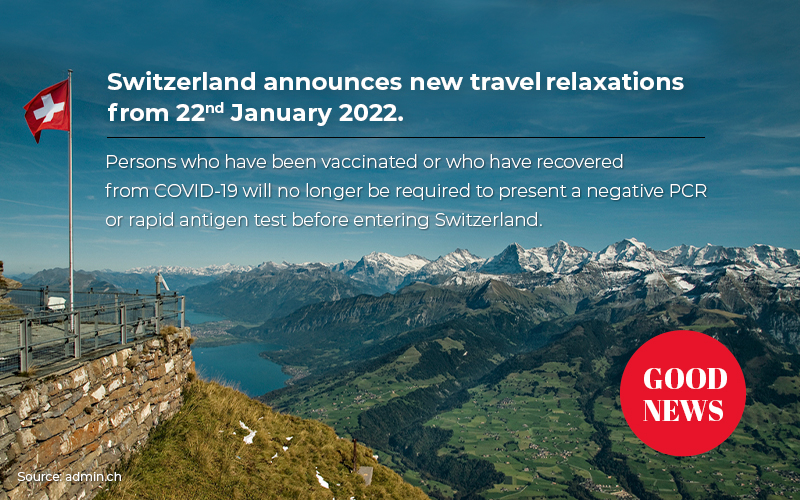 Switzerland announces new travel relaxations
from 22nd January 2022.
Persons who have been vaccinated or who have recovered
from COVID-19 will no longer be required to present a negative PCR
or rapid antigen test before entering Switzerland.
GOOD
NEWS
Source: admin.ch